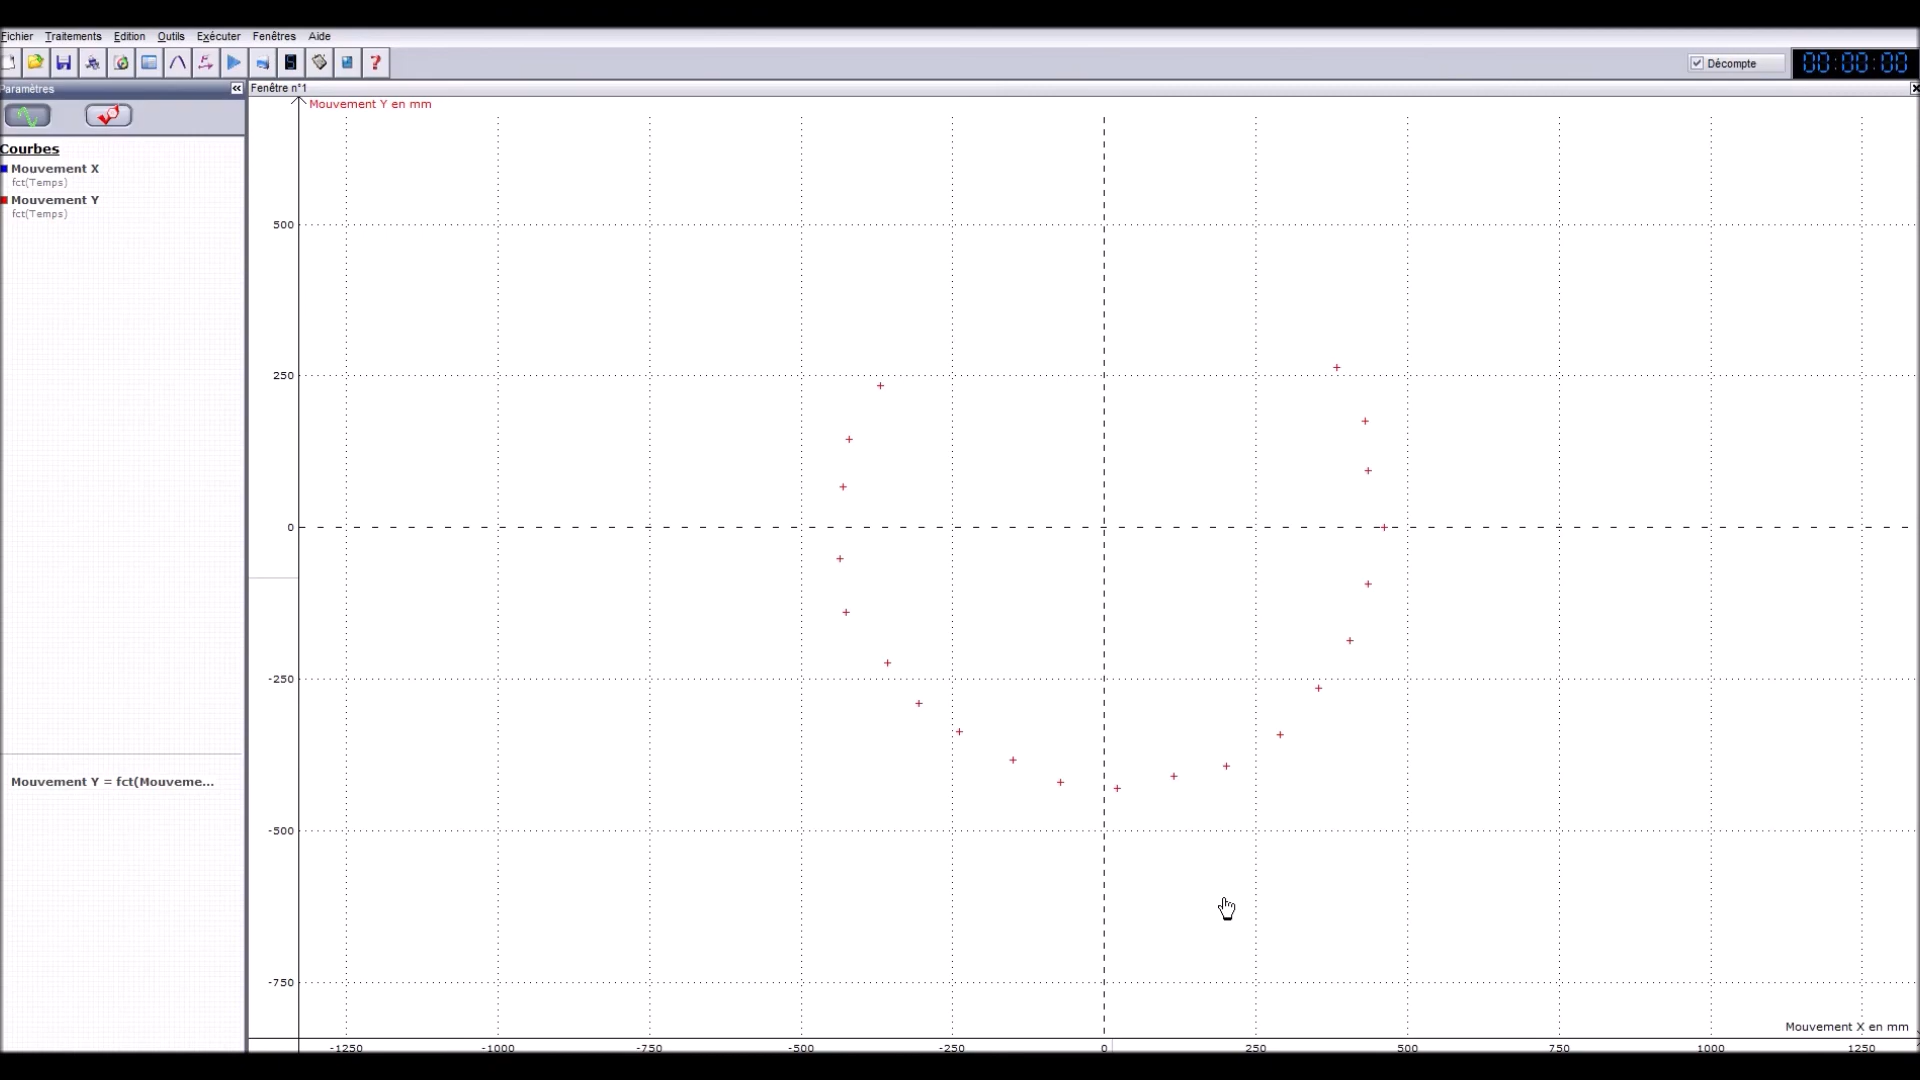 Fichier Traitements Edition Outils Exécuter Fenêtres Aide
Décompte 00:00:00
Paramètres
Fenêtre n°1
Mouvement Y en mm
Courbes
Mouvement X
fct(Temps)
Mouvement Y
fct(Temps)
500
250
0
-250
-500
-750
Mouvement Y = fct(Mouveme...
Mouvement X en mm
-1250 -1000 -750 -500 -250 0 250 500 750 1000 1250